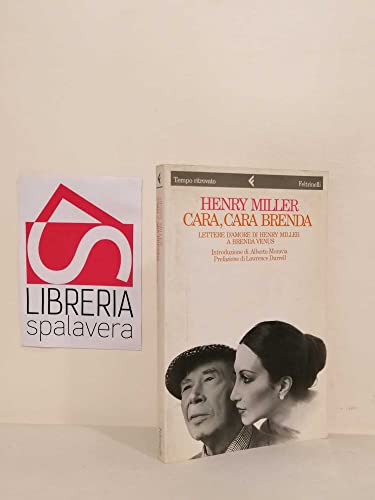 LIBRERIA
spalavera
Tempo ritrovato
Feltrinelli
HENRY MILLER
CARA, CARA BRENDA
LETTERE D'AMORE DI HENRY MILLER
A BRENDA VENUS
Introduzione di Alberto Moravia
Prefazione di Lawrence Durrell